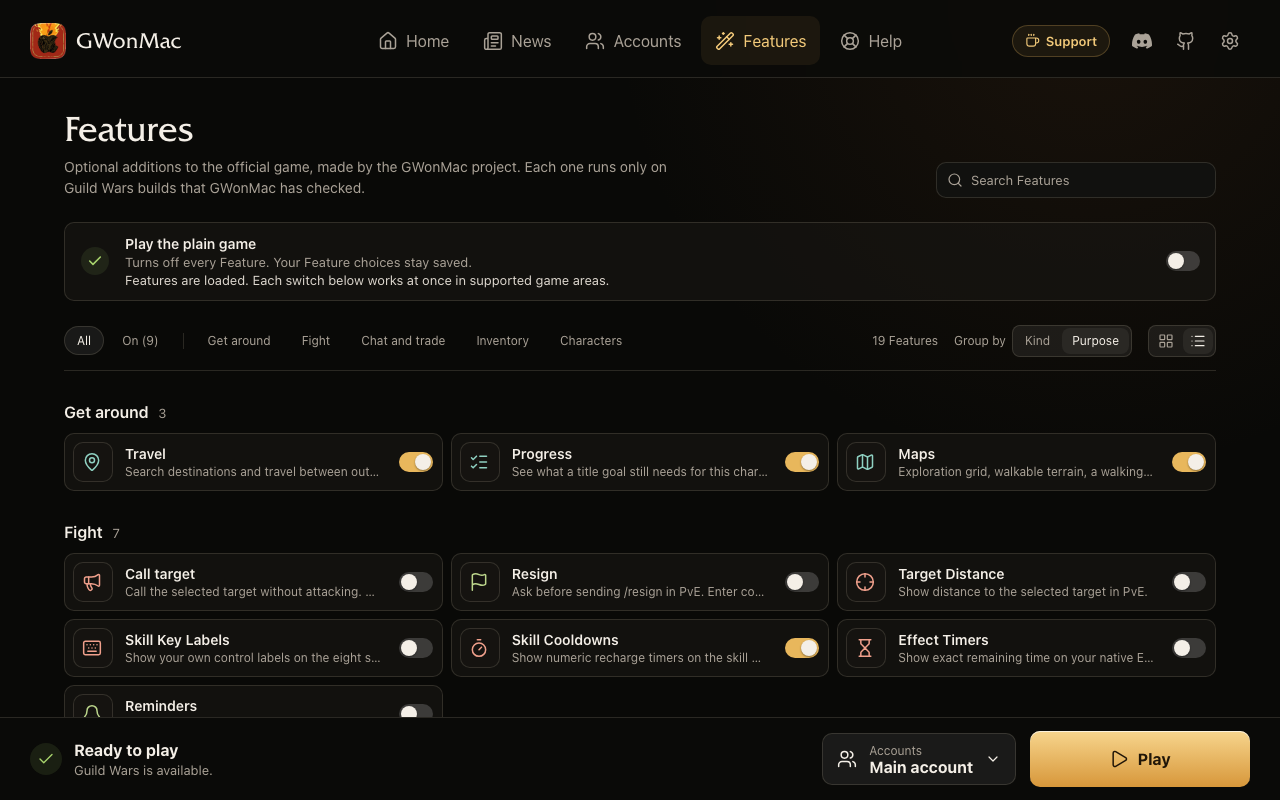 GWonMac
Home
News
Accounts
Features
Help
Support
Features
Optional additions to the official game, made by the GWonMac project. Each one runs only on
Guild Wars builds that GWonMac has checked.
Search Features
Play the plain game
Turns off every Feature. Your Feature choices stay saved.
Features are loaded. Each switch below works at once in supported game areas.
All
On (9)
Get around
Fight
Chat and trade
Inventory
Characters
19 Features
Group by
Kind
Purpose
Get around 3
Travel
Search destinations and travel between out...
Progress
See what a title goal still needs for this char...
Maps
Exploration grid, walkable terrain, a walking...
Fight 7
Call target
Call the selected target without attacking. ...
Resign
Ask before sending /resign in PvE. Enter co...
Target Distance
Show distance to the selected target in PvE.
Skill Key Labels
Show your own control labels on the eight s...
Skill Cooldowns
Show numeric recharge timers on the skill ...
Effect Timers
Show exact remaining time on your native E...
Reminders
Ready to play
Guild Wars is available.
Accounts
Main account
Play